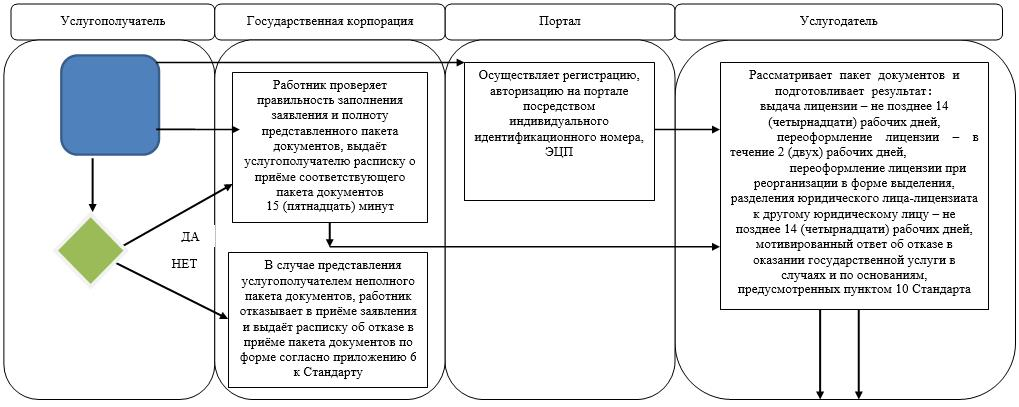 Услугополучатель
Государственная корпорация
Портал
Услугодатель
Работник проверяет
правильность заполнения
заявления и полноту
представленного пакета
документов, выдаёт
услугополучателю расписку о
приёме соответствующего
пакета документов
15 (пятнадцать) минут
Осуществляет регистрацию,
авторизацию на портале
посредством
индивидуального
идентификационного номера,
ЭЦП
Рассматривает пакет документов и
подготовливает результат:
выдача лицензии – не позднее 14
(четырнадцати) рабочих дней,
переоформление лицензии – в
течение 2 (двух) рабочих дней,
переоформление лицензии при
реорганизации в форме выделения,
разделения юридического лица-лицензиата
к другому юридическому лицу – не
позднее 14 (четырнадцати) рабочих дней,
мотивированный ответ об отказе в
оказании государственной услуги в
случаях и по основаниям,
предусмотренных пунктом 10 Стандарта
ДА
НЕТ
В случае представления
услугополучателем неполного
пакета документов, работник
отказывает в приёме заявления
и выдаёт расписку об отказе в
приёме пакета документов по
форме согласно приложению 6
к Стандарту